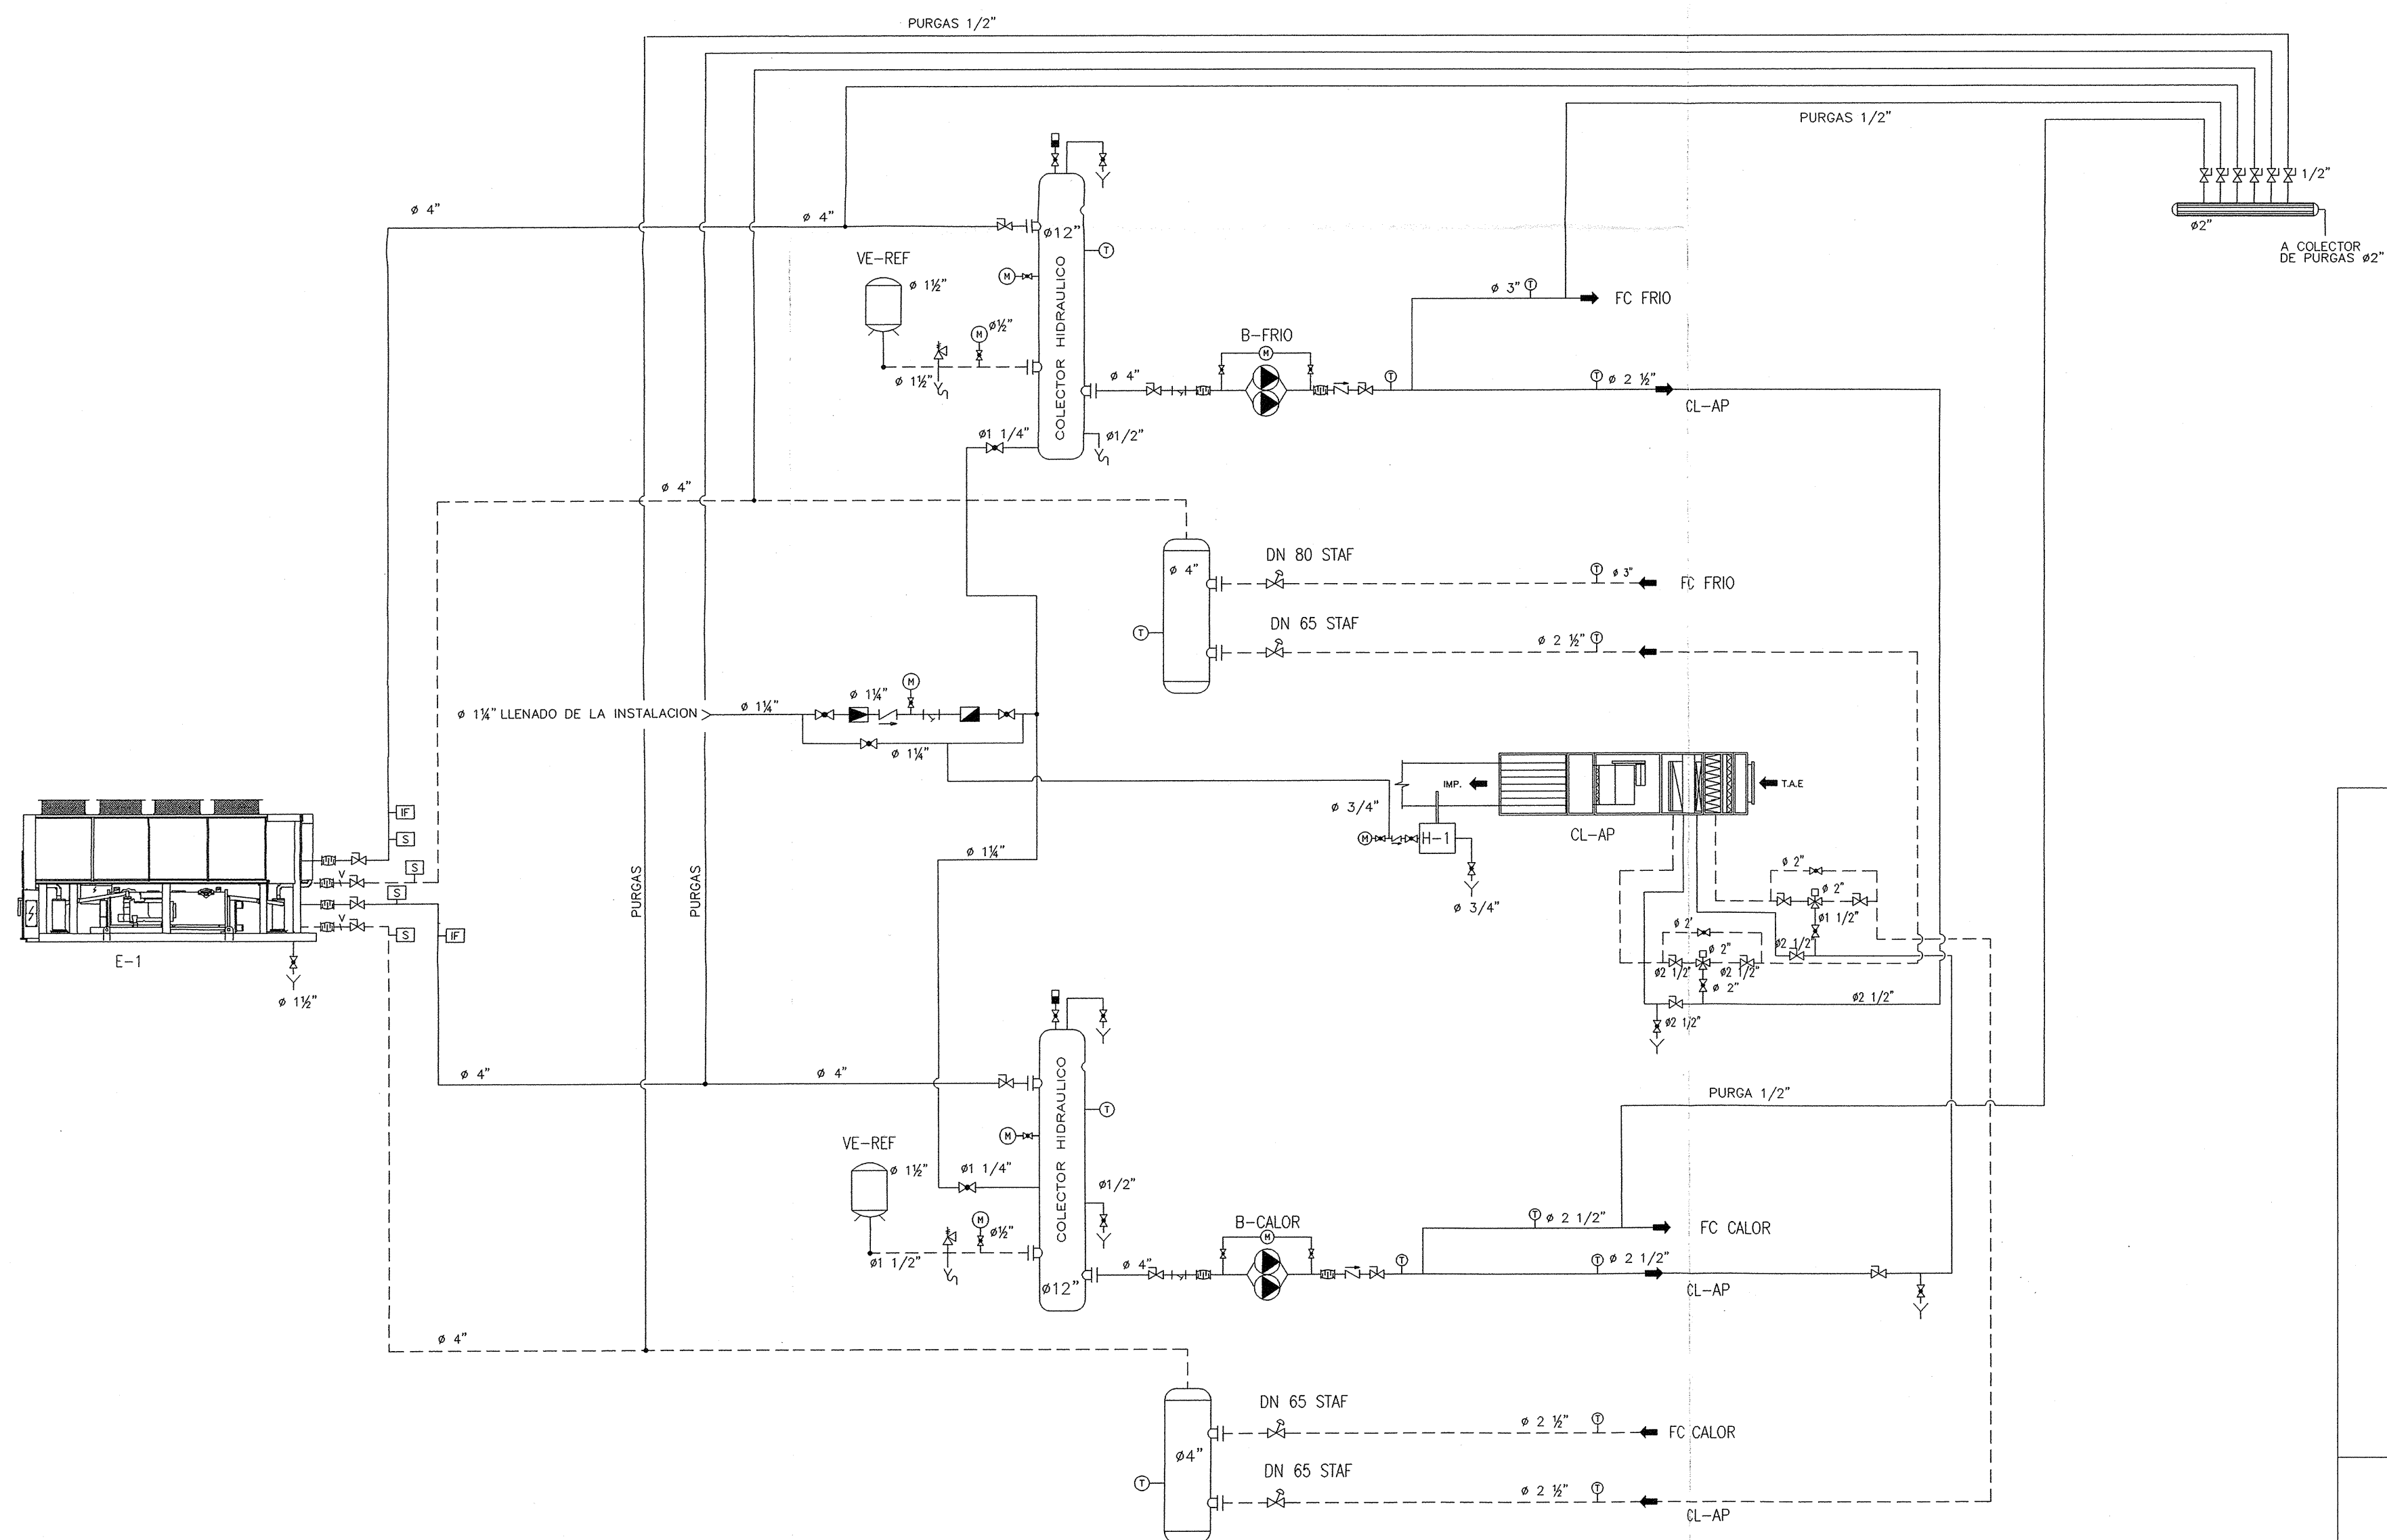 PURGAS 1/2"
PURGAS 1/2"
1/2"
ø2"
A COLECTOR
DE PURGAS ø2"
ø 4"
ø 4"
ø12"
COLECTOR HIDRAULICO
T
M
VE-REF
ø 1½"
M
ø½"
ø 1½"
ø1 1/4"
ø1/2"
ø 4"
B-FRIO
M
T
ø 3"
T
FC FRIO
T
ø 2 ½"
CL-AP
ø 4"
ø 4"
T
DN 80 STAF
T
ø 3"
FC FRIO
DN 65 STAF
ø 2 ½"
T
ø 1¼" LLENADO DE LA INSTALACION
ø 1¼"
ø 1¼"
M
ø 1¼"
ø 1¼"
IMP.
T.A.E
CL-AP
ø 3/4"
M
H-1
ø 3/4"
IF
S
S
S
V
V
S
IF
E-1
ø 1½"
PURGAS
PURGAS
ø 2"
ø 2"
ø1 1/2"
ø2 1/2"
ø 2'
ø 2"
ø2 1/2"
ø2 1/2"
ø 2"
ø2 1/2"
ø2 1/2"
ø 4"
ø 4"
COLECTOR HIDRAULICO
T
M
VE-REF
ø 1½"
ø1 1/4"
ø1/2"
M
ø½"
ø1 1/2"
ø12"
ø 4"
B-CALOR
M
T
PURGA 1/2"
T
ø 2 1/2"
FC CALOR
T
ø 2 1/2"
CL-AP
ø 4"
ø4"
T
DN 65 STAF
ø 2 ½"
T
FC CALOR
DN 65 STAF
ø 2 ½"
T
CL-AP